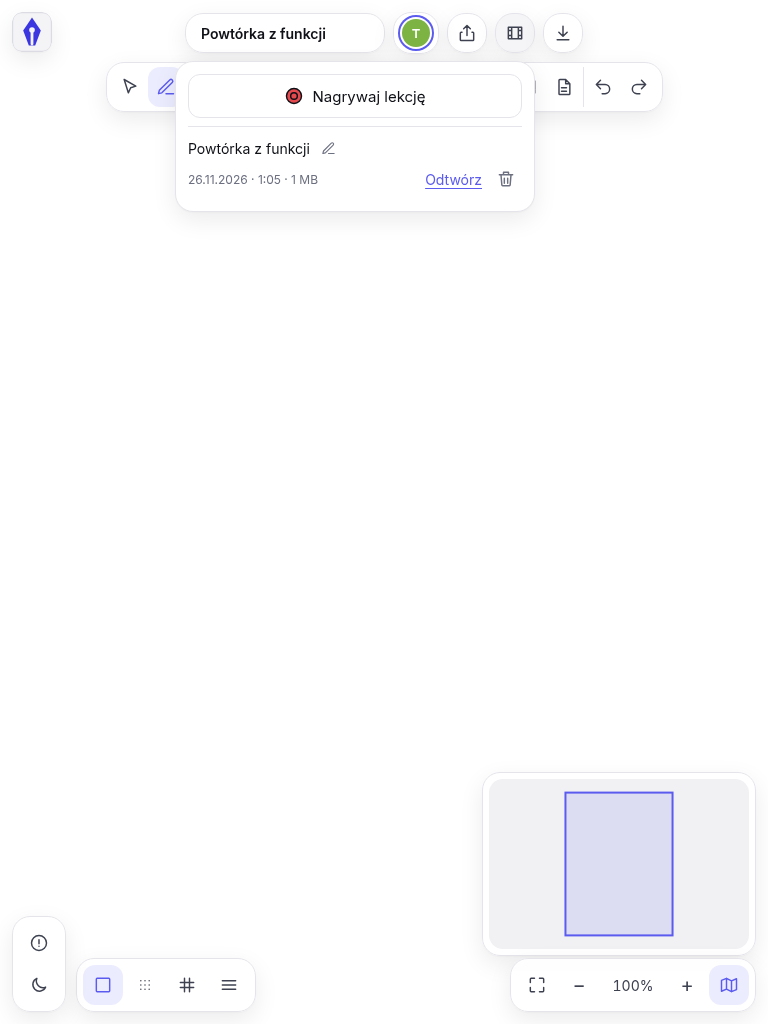 Powtórka z funkcji
T
Nagrywaj lekcję
Powtórka z funkcji
26.11.2026 · 1:05 · 1 MB
Odtwórz
100%